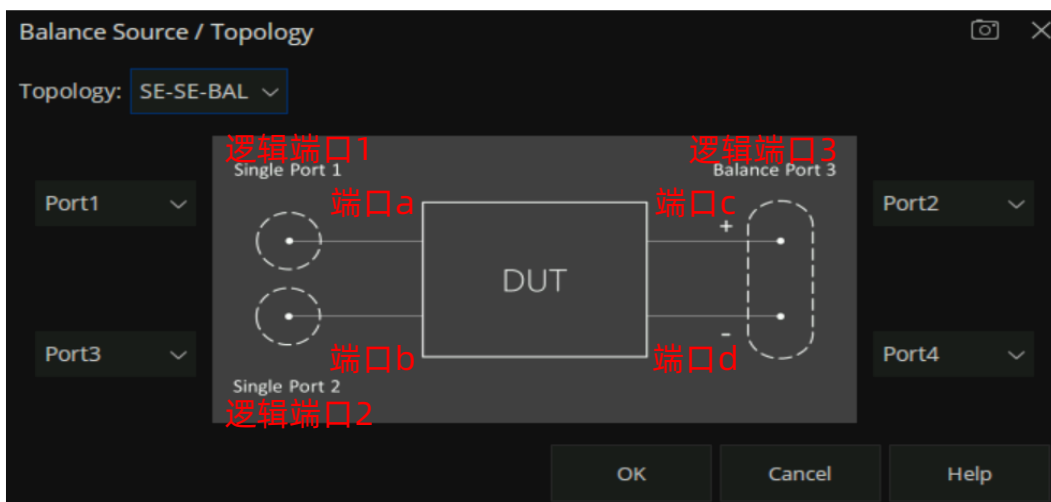 Balance Source / Topology
Topology: SE-SE-BAL
逻辑端口1
逻辑端口3
Single Port 1
Balance Port 3
Port1
端口a
端口c
Port2
+
DUT
-
Port3
端口b
端口d
Port4
Single Port 2
逻辑端口2
OK
Cancel
Help